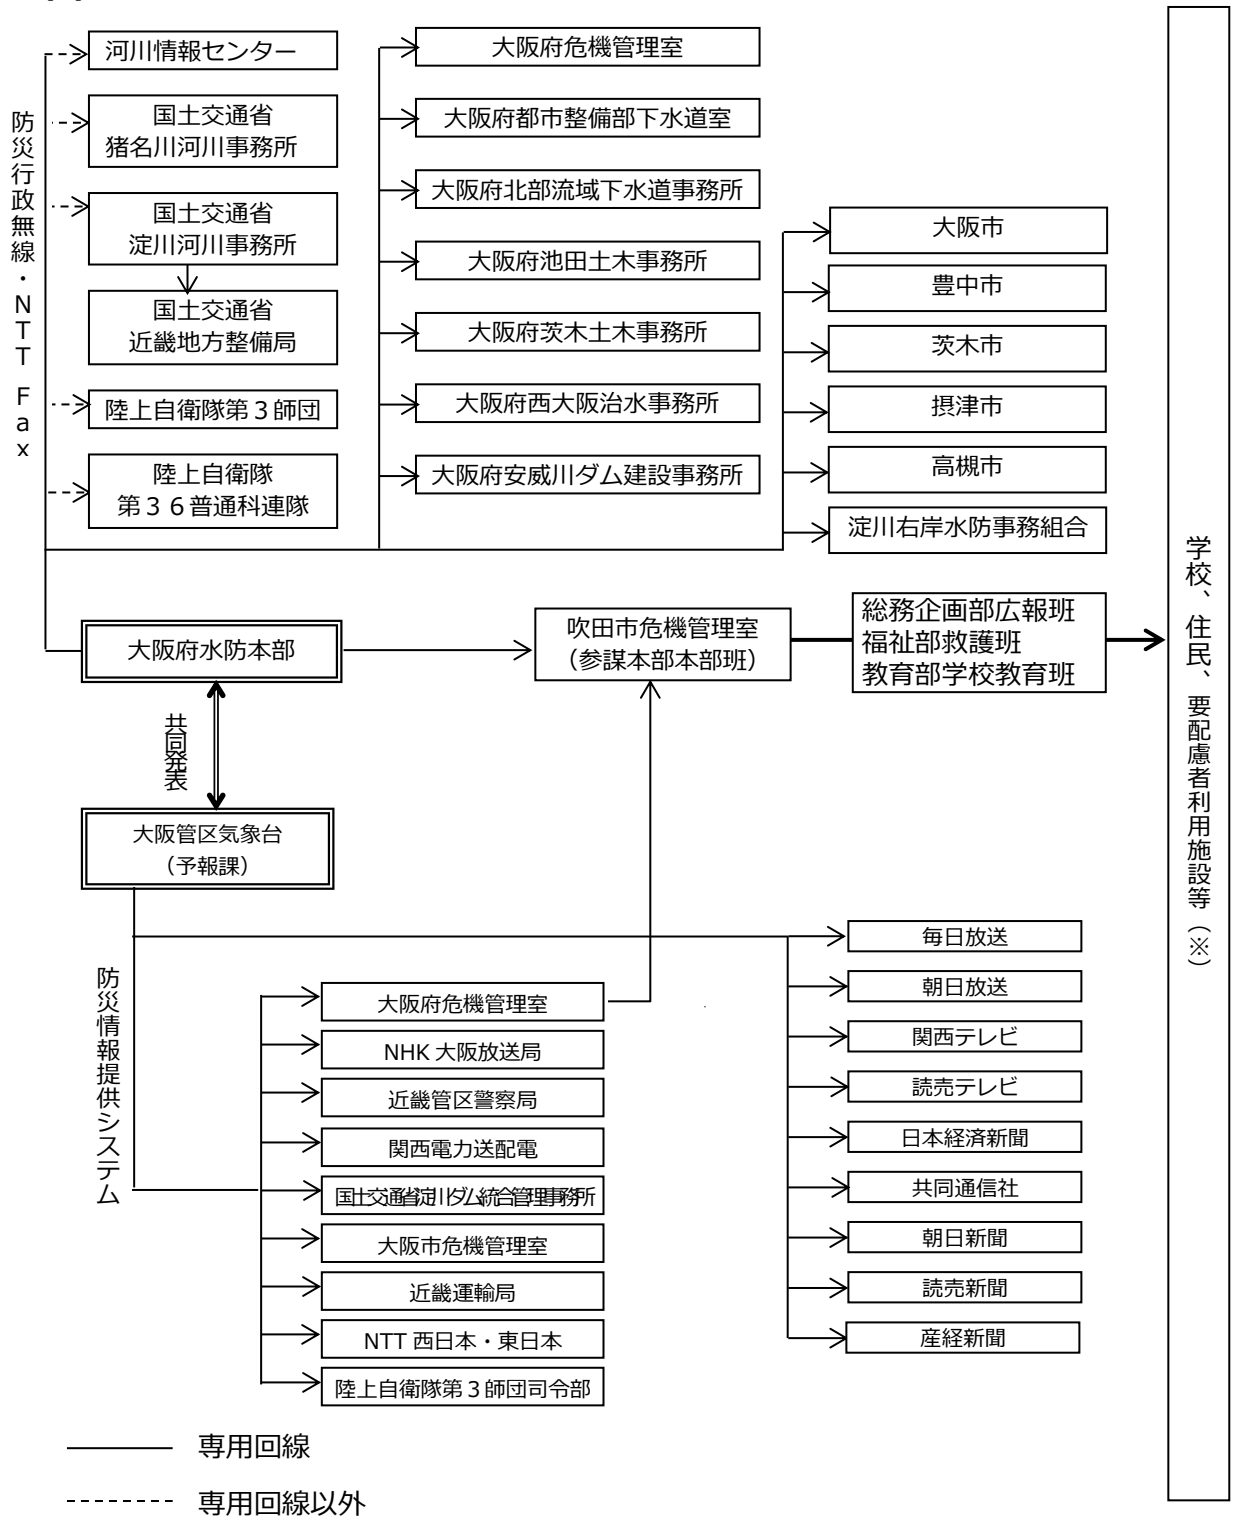 防災行政無線・NTT Fax
河川情報センター
国土交通省
猪名川河川事務所
国土交通省
淀川河川事務所
国土交通省
近畿地方整備局
陸上自衛隊第３師団
陸上自衛隊
第３６普通科連隊
大阪府危機管理室
大阪府都市整備部下水道室
大阪府北部流域下水道事務所
大阪府池田土木事務所
大阪府茨木土木事務所
大阪府西大阪治水事務所
大阪府安威川ダム建設事務所
大阪市
豊中市
茨木市
摂津市
高槻市
淀川右岸水防事務組合
大阪府水防本部
吹田市危機管理室
（参謀本部本部班）
総務企画部広報班
福祉部救護班
教育部学校教育班
学校、住民、要配慮者利用施設等（※）
共同発表
大阪管区気象台
（予報課）
防災情報提供システム
大阪府危機管理室
NHK 大阪放送局
近畿管区警察局
関西電力送配電
国土交通省淀川ダム統合管理事務所
大阪市危機管理室
近畿運輸局
NTT 西日本・東日本
陸上自衛隊第３師団司令部
毎日放送
朝日放送
関西テレビ
読売テレビ
日本経済新聞
共同通信社
朝日新聞
読売新聞
産経新聞
専用回線
専用回線以外